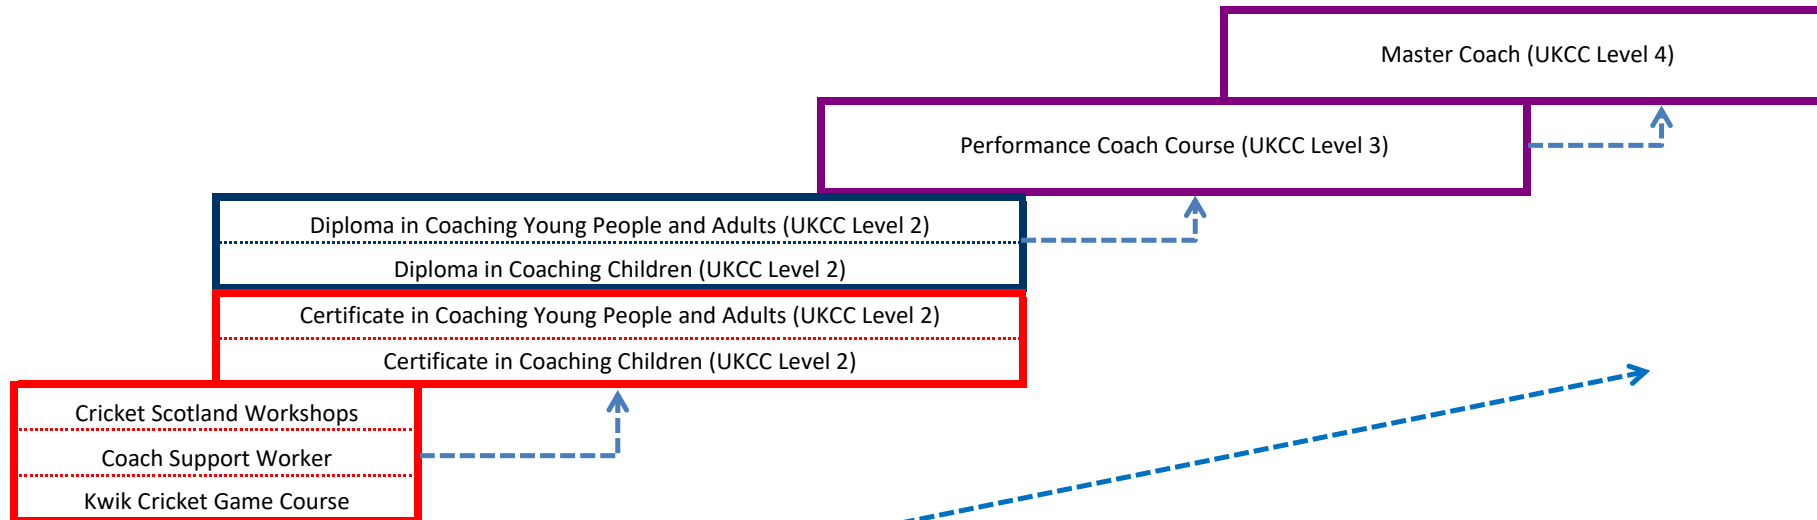 Master Coach (UKCC Level 4)
Performance Coach Course (UKCC Level 3)
Diploma in Coaching Young People and Adults (UKCC Level 2)
Diploma in Coaching Children (UKCC Level 2)
Certificate in Coaching Young People and Adults (UKCC Level 2)
Certificate in Coaching Children (UKCC Level 2)
Cricket Scotland Workshops
Coach Support Worker
Kwik Cricket Game Course